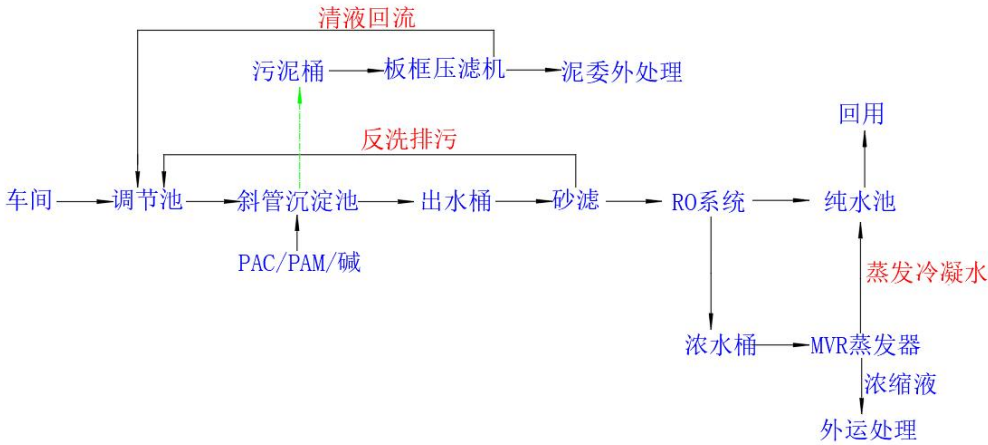 清液回流
污泥桶
板框压滤机
泥委外处理
回用
反洗排污
车间
调节池
斜管沉淀池
出水桶
砂滤
RO系统
纯水池
PAC/PAM/碱
蒸发冷凝水
浓水桶
MVR蒸发器
浓缩液
外运处理